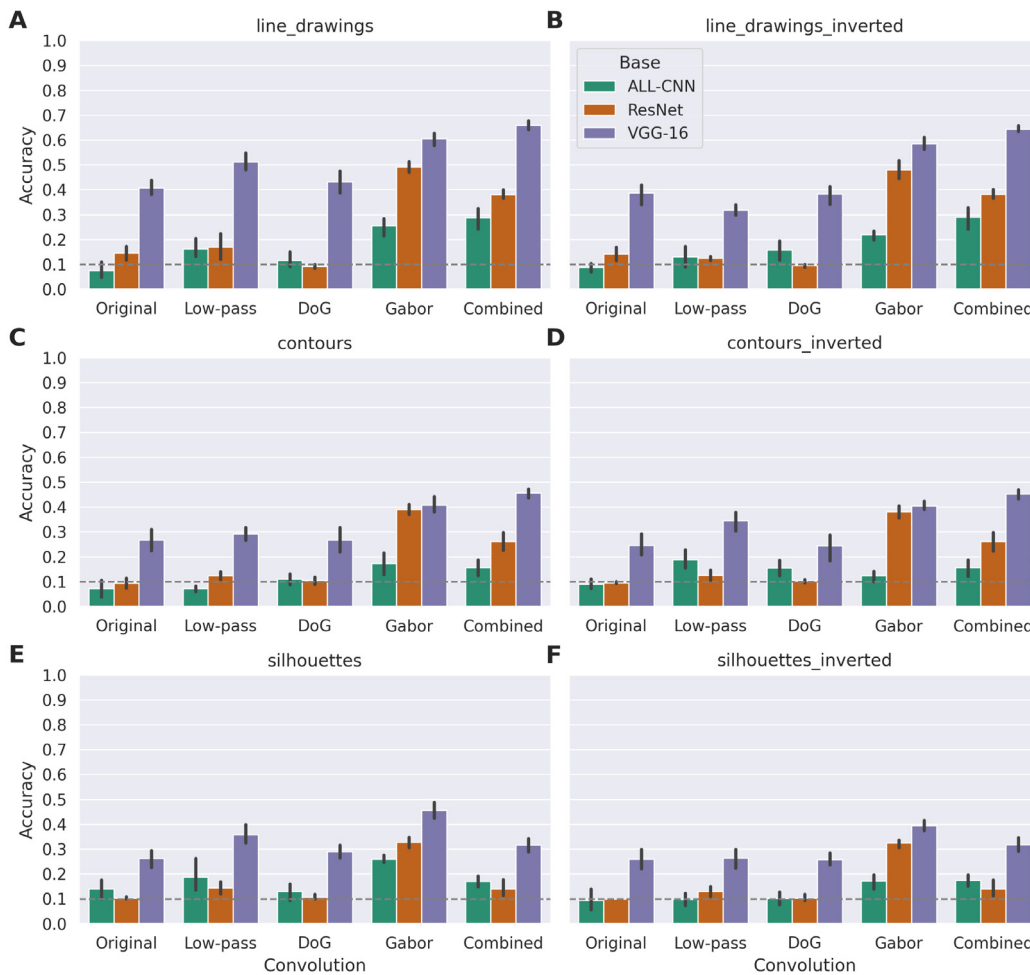 A
line_drawings
1.0
0.9
0.8
0.7
0.6
0.5
0.4
0.3
0.2
0.1
0.0
Accuracy
Original Low-pass DoG Gabor Combined
B
line_drawings_inverted
Base
ALL-CNN
ResNet
VGG-16
Original Low-pass DoG Gabor Combined
C
contours
1.0
0.9
0.8
0.7
0.6
0.5
0.4
0.3
0.2
0.1
0.0
Accuracy
Original Low-pass DoG Gabor Combined
D
contours_inverted
Original Low-pass DoG Gabor Combined
E
silhouettes
1.0
0.9
0.8
0.7
0.6
0.5
0.4
0.3
0.2
0.1
0.0
Accuracy
Original Low-pass DoG Gabor Combined
Convolution
F
silhouettes_inverted
Original Low-pass DoG Gabor Combined
Convolution